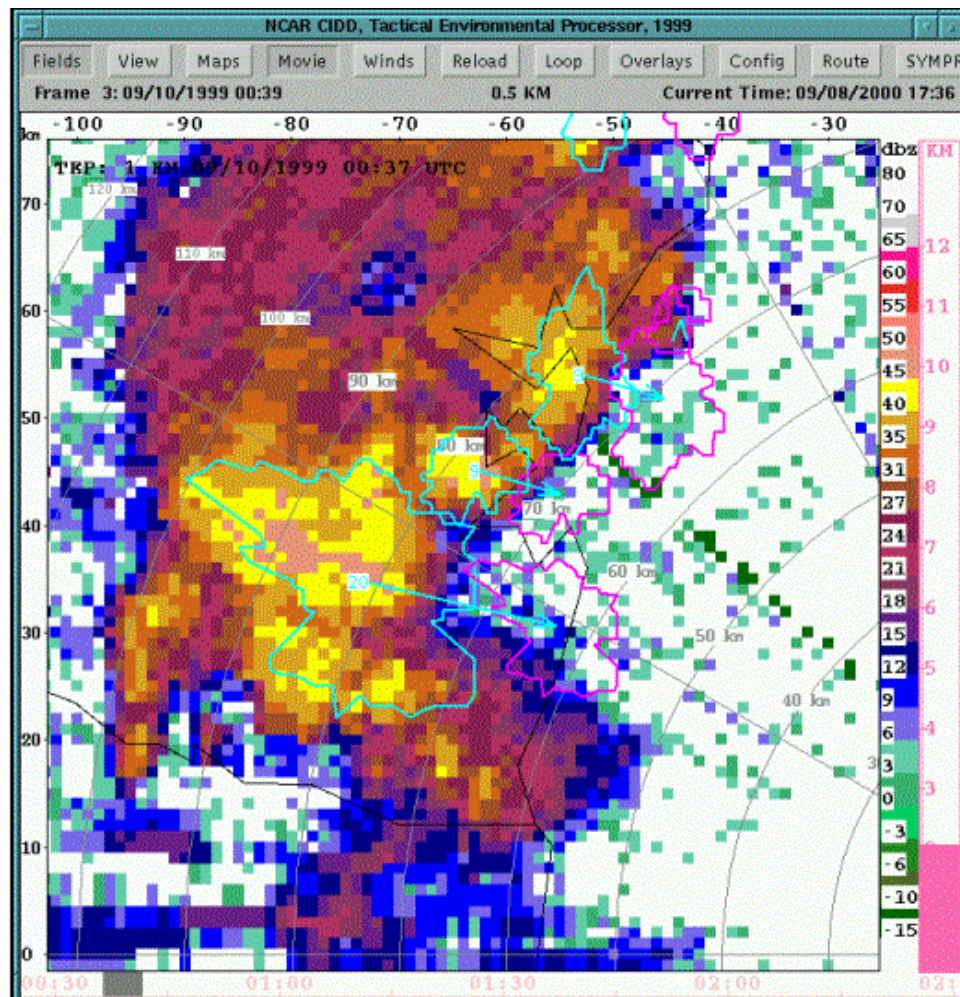 NCAR CIDD, Tactical Environmental Processor, 1999
Fields View Maps Movie Winds Reload Loop Overlays Config Route SYMPR
Frame 3: 09/10/1999 00:39 0.5 KM Current Time: 09/08/2000 17:36
km -100 -90 -80 -70 -60 -50 -40 -30
TEP: 1 KM 09/10/1999 00:37 UTC
dbz
KM
80
120 km
70
70
110 km
65
12
60
60
100 km
55
11
50
90 km
45
10
8
40
50
80 km
35
9
9
31
70 km
27
8
40
24
7
60 km
21
20
18
6
30
50 km
15
12
5
40 km
9
6
4
20
3
0
3
-3
10
-6
-10
-15
0
00:30 01:00 01:30 02:00 02: